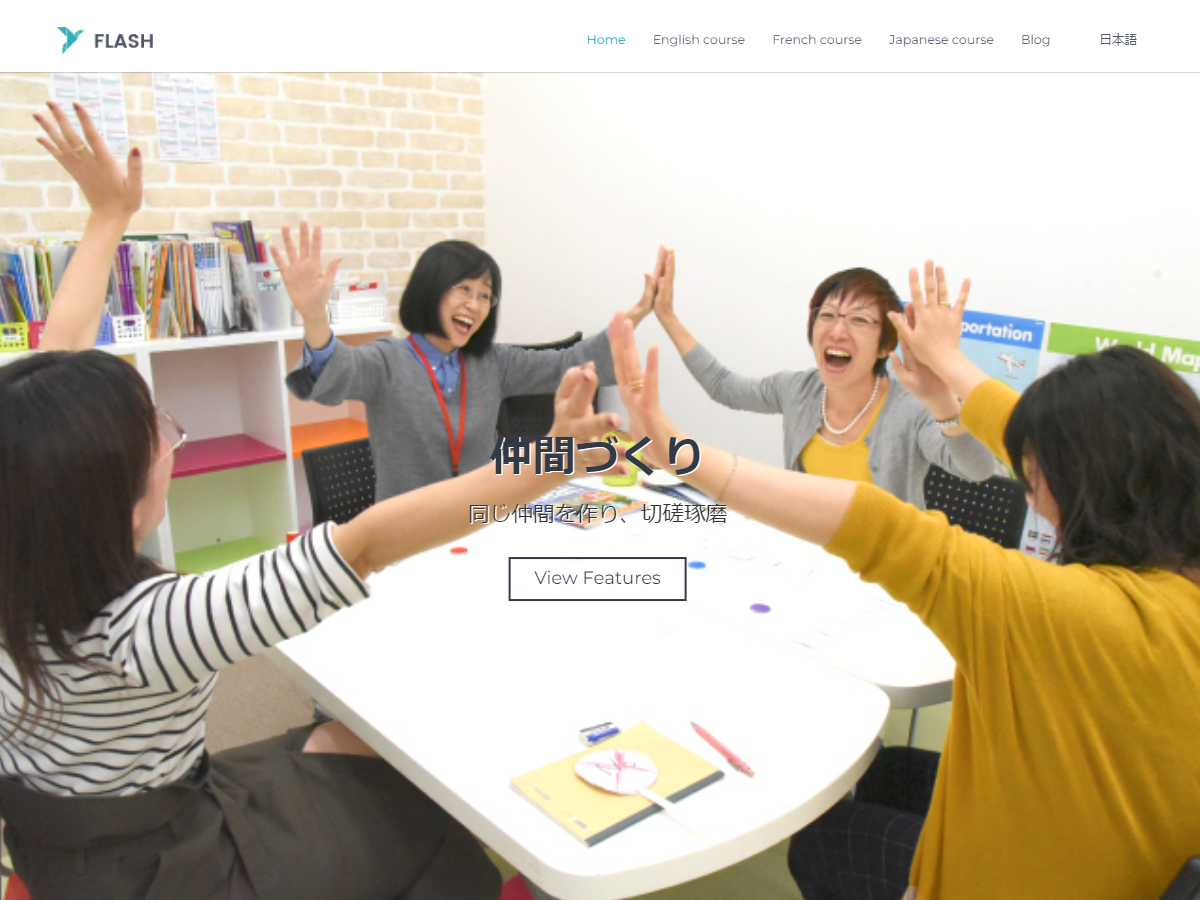 FLASH
Home English course French course Japanese course Blog 日本語
portation
World Map
仲間づくり
同じ仲間を作り、切磋琢磨
View Features